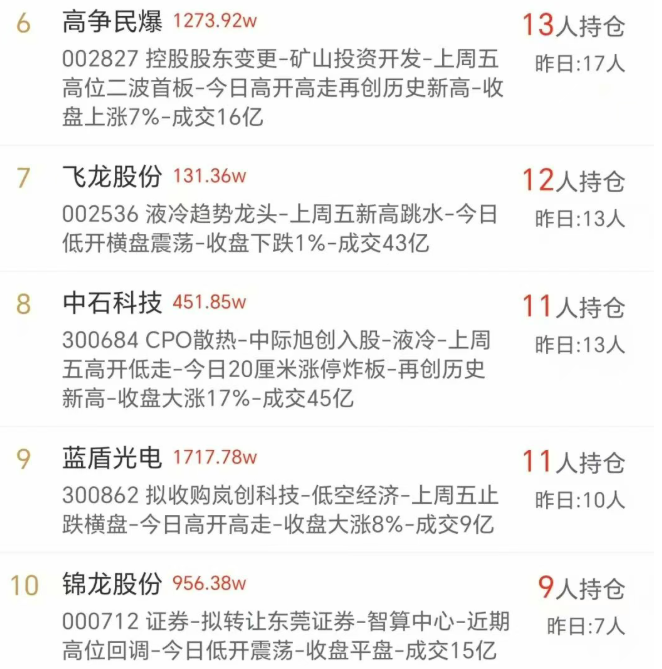 6 高争民爆 1273.92w 13人持仓
002827 控股股东变更-矿山投资开发-上周五 昨日:17人
高位二波首板-今日高开高走再创历史新高-收
盘上涨7%-成交16亿
7 飞龙股份 131.36w 12人持仓
002536 液冷趋势龙头-上周五新高跳水-今日 昨日:13人
低开横盘震荡-收盘下跌1%-成交43亿
8 中石科技 451.85w 11人持仓
300684 CPO散热-中际旭创入股-液冷-上周 昨日:13人
五高开低走-今日20厘米涨停炸板-再创历史
新高-收盘大涨17%-成交45亿
9 蓝盾光电 1717.78w 11人持仓
300862 拟收购岚创科技-低空经济-上周五止 昨日:10人
跌横盘-今日高开高走-收盘大涨8%-成交9亿
10 锦龙股份 956.38w 9人持仓
000712 证券-拟转让东莞证券-智算中心-近期 昨日:7人
高位回调-今日低开震荡-收盘平盘-成交15亿